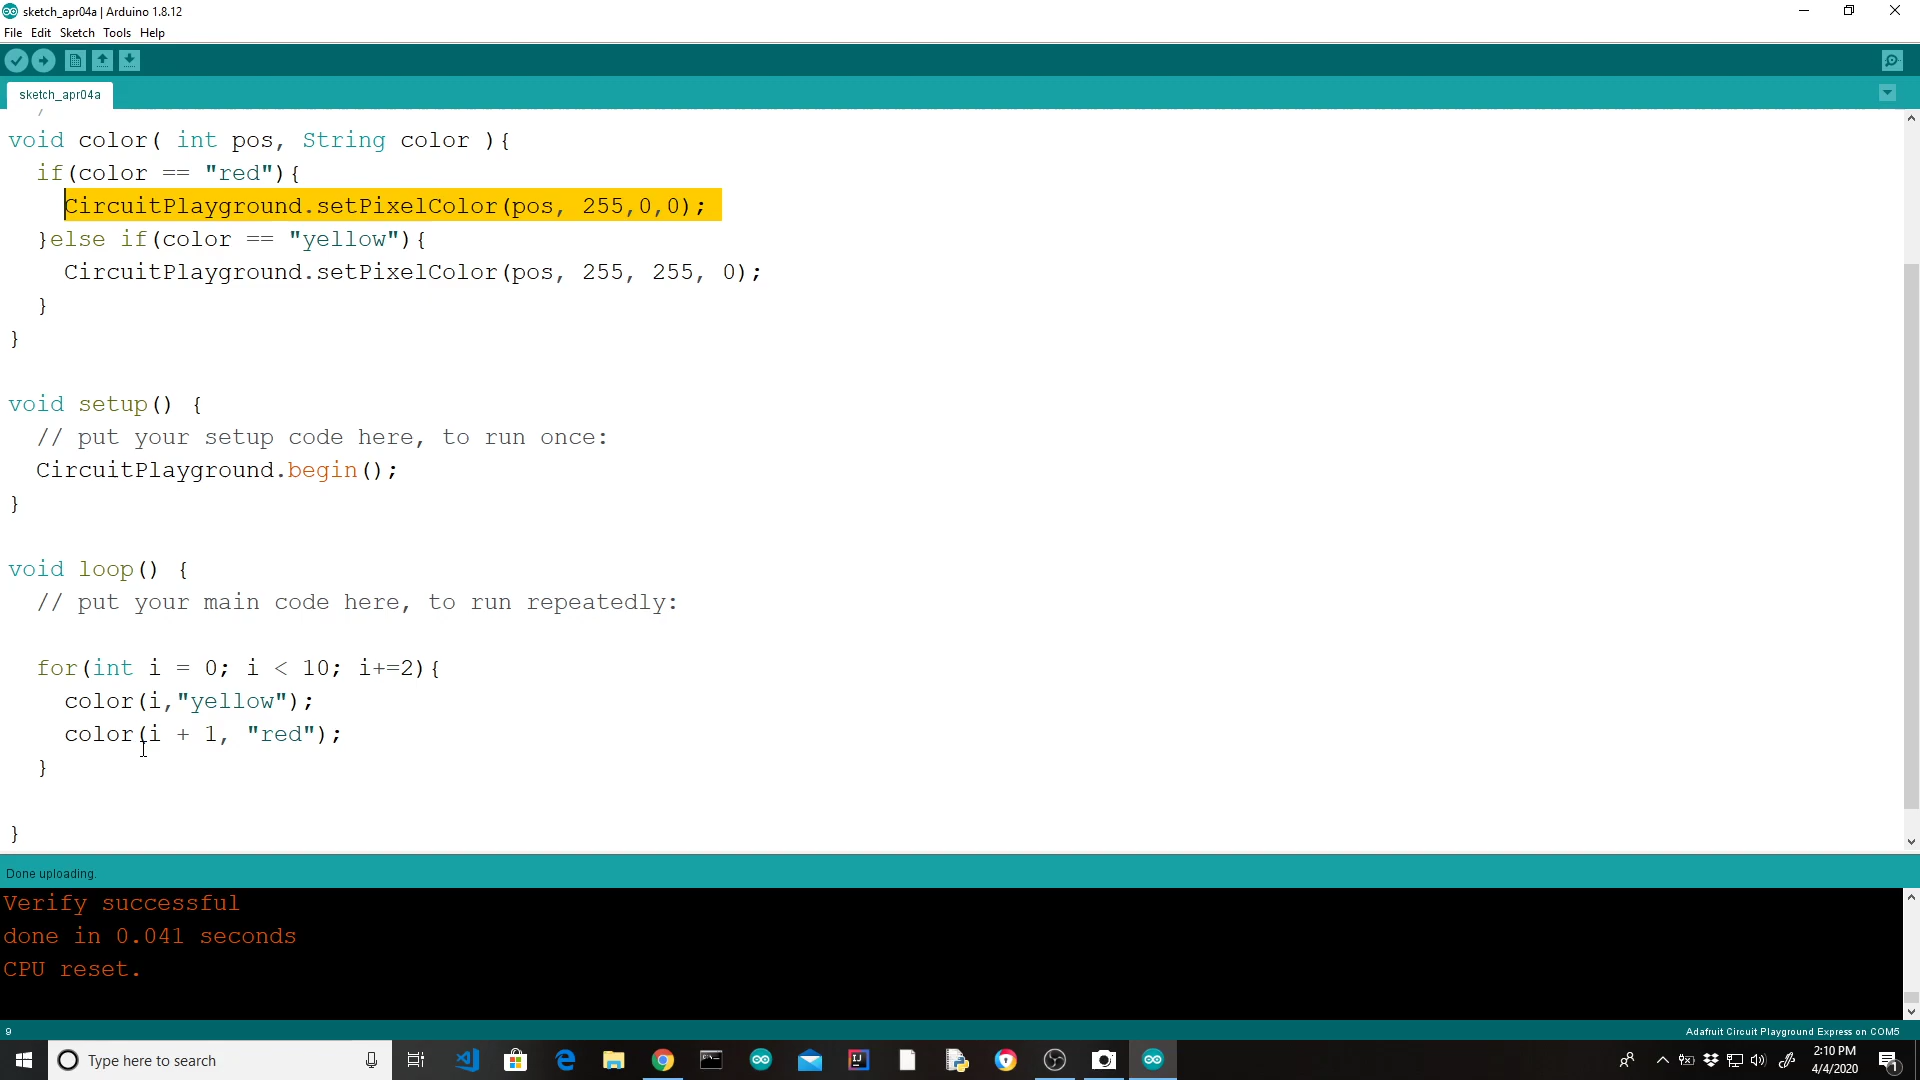 sketch_apr04a | Arduino 1.8.12
File Edit Sketch Tools Help
sketch_apr04a
void color( int pos, String color ){
if(color == "red"){
CircuitPlayground.setPixelColor(pos, 255,0,0);
}else if(color == "yellow"){
CircuitPlayground.setPixelColor(pos, 255, 255, 0);
}
}
void setup() {
// put your setup code here, to run once:
CircuitPlayground.begin();
}
void loop() {
// put your main code here, to run repeatedly:
for(int i = 0; i < 10; i+=2){
color(i,"yellow");
color(i + 1, "red");
}
}
Done uploading.
Verify successful
done in 0.041 seconds
CPU reset.
9
Adafruit Circuit Playground Express on COM5
Type here to search
2:10 PM
4/4/2020
1